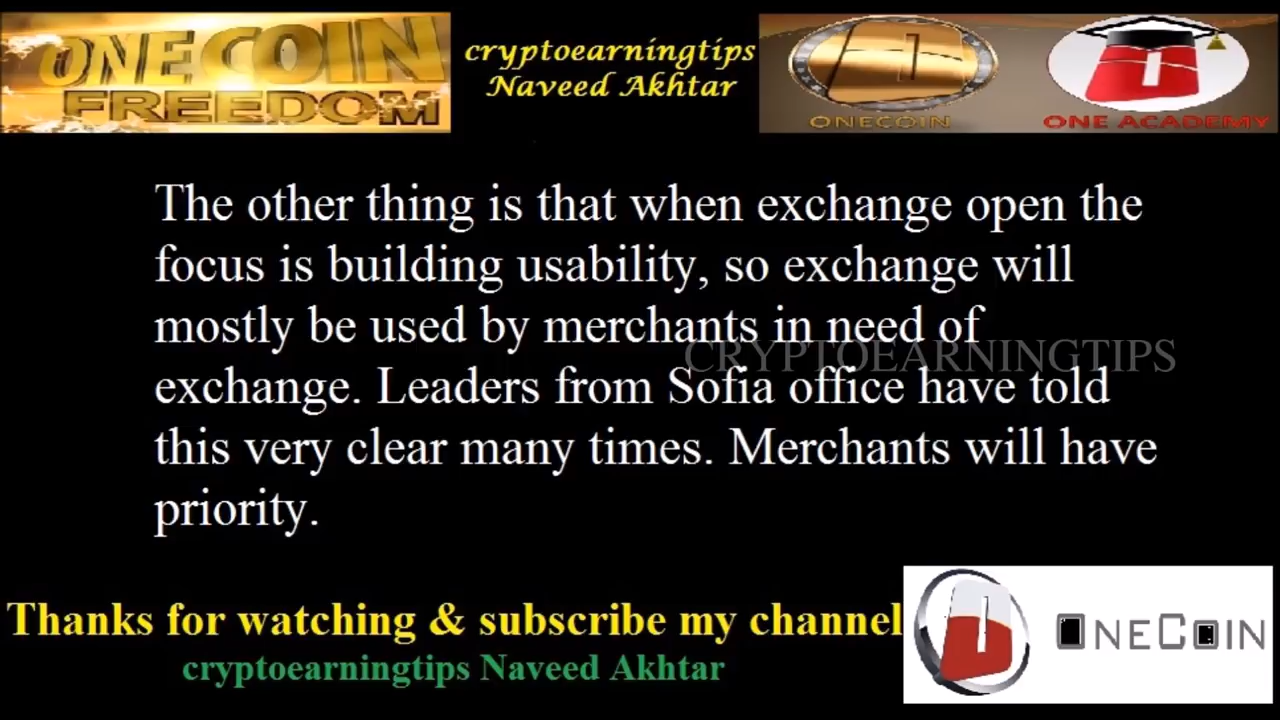 ONECOIN
FREEDOM
cryptoearningtips
Naveed Akhtar
ONECOIN
ONE ACADEMY
The other thing is that when exchange open the
focus is building usability, so exchange will
mostly be used by merchants in need of
CRYPTOEARNINGTIPS
exchange. Leaders from Sofia office have told
this very clear many times. Merchants will have
priority.
Thanks for watching & subscribe my channel
cryptoearningtips Naveed Akhtar
ONECOIN